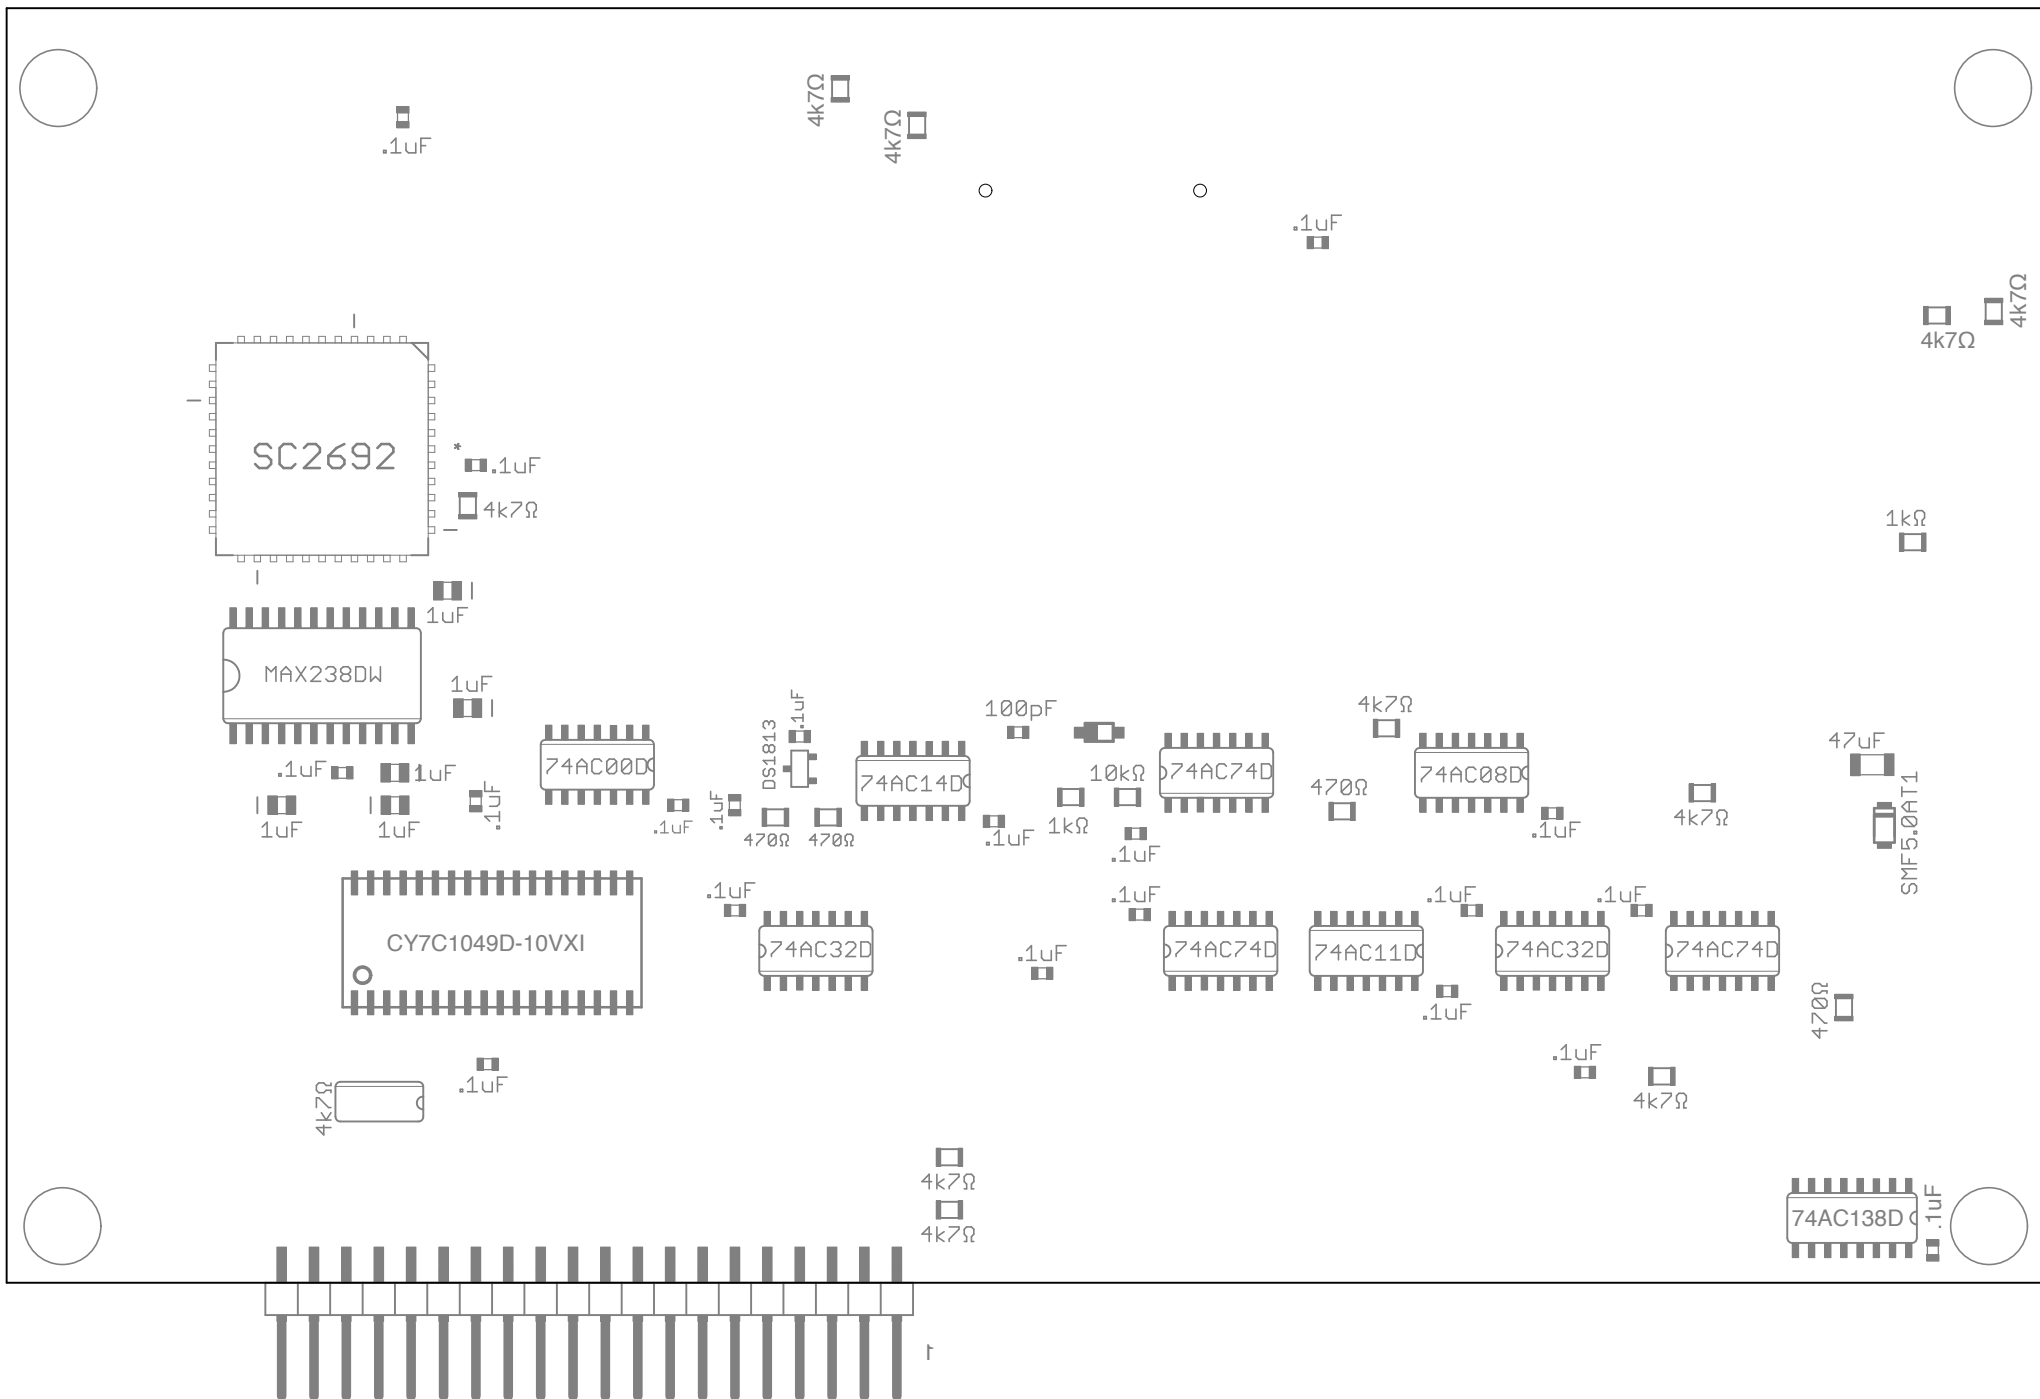 4k7Ω
4k7Ω
.1uF
.1uF
4k7Ω
4k7Ω
SC2692
*
.1uF
4k7Ω
1kΩ
1uF
MAX238DW
1uF
.1uF
1uF
1uF
1uF
.1uF
74AC00D
.1uF
.1uF
DS1813
.1uF
470Ω
470Ω
74AC14D
.1uF
100pF
1kΩ
10kΩ
.1uF
74AC74D
4k7Ω
470Ω
74AC08D
.1uF
4k7Ω
47uF
SMF5.0AT1
CY7C1049D-10VXI
.1uF
74AC32D
.1uF
.1uF
74AC74D
74AC11D
.1uF
.1uF
74AC32D
.1uF
74AC74D
470Ω
.1uF
4k7Ω
.1uF
4k7Ω
4k7Ω
4k7Ω
74AC138D
.1uF
1